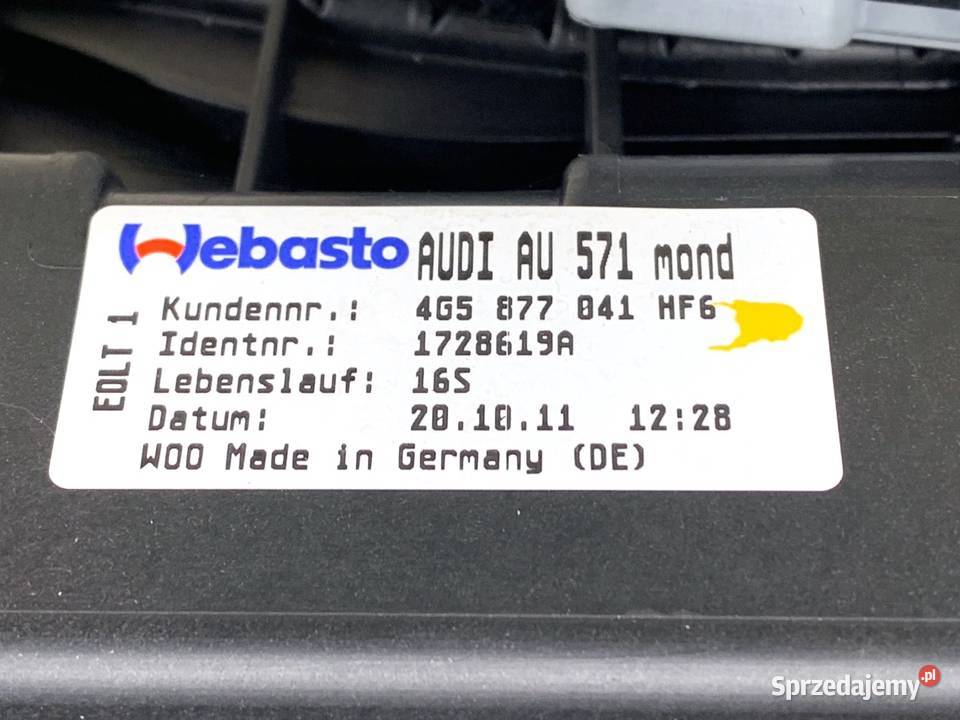 Webasto AUDI AU 571 mond
Kundennr.: 4G5 877 041 HF6
Identnr.: 1728619A
Lebenslauf: 16S
Datum: 20.10.11 12:28
W00 Made in Germany (DE)
EOLT 1
Sprzedajemy.pl